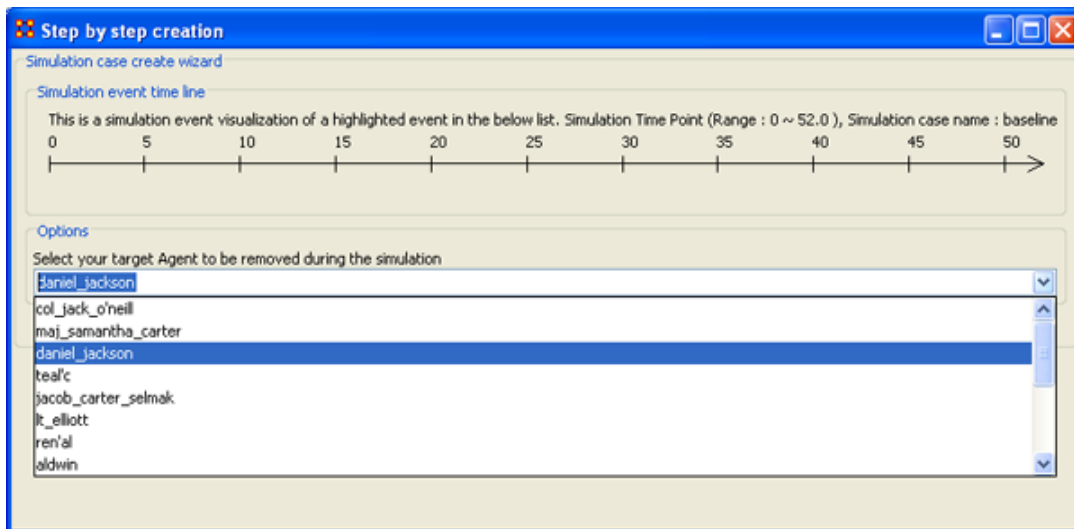 Step by step creation
Simulation case create wizard
Simulation event time line
This is a simulation event visualization of a highlighted event in the below list. Simulation Time Point (Range : 0 ~ 52.0 ), Simulation case name : baseline
0 5 10 15 20 25 30 35 40 45 50
Options
Select your target Agent to be removed during the simulation
daniel_jackson
col_jack_o'neill
maj_samantha_carter
daniel_jackson
teal'c
jacob_carter_selmak
lt_elliott
ren'al
aldwin